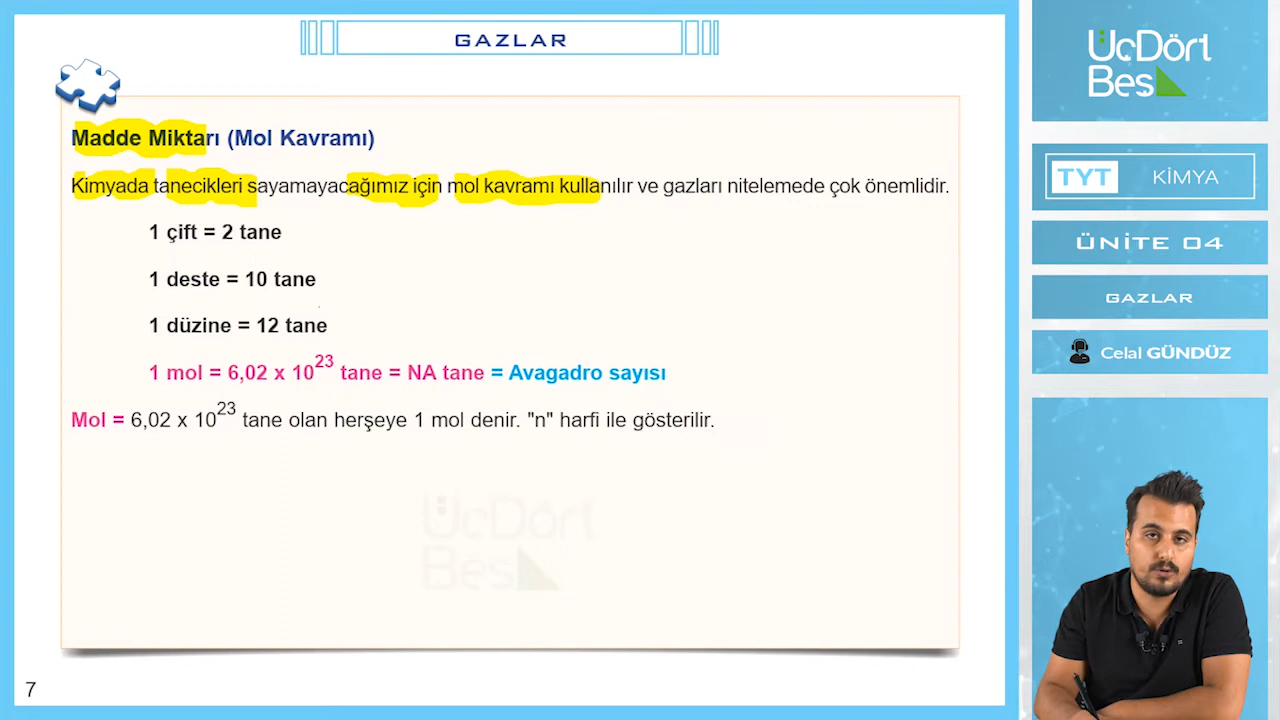 GAZLAR
Madde Miktarı (Mol Kavramı)
Kimyada tanecikleri sayamayacağımız için mol kavramı kullanılır ve gazları nitelemede çok önemlidir.
1 çift = 2 tane
1 deste = 10 tane
1 düzine = 12 tane
1 mol = 6,02 x 10²³ tane = NA tane = Avagadro sayısı
Mol = 6,02 x 10²³ tane olan herşeye 1 mol denir. "n" harfi ile gösterilir.
ÜçDört
Beş
7
ÜçDört
Beş
TYT KİMYA
ÜNİTE 04
GAZLAR
Celal GÜNDÜZ